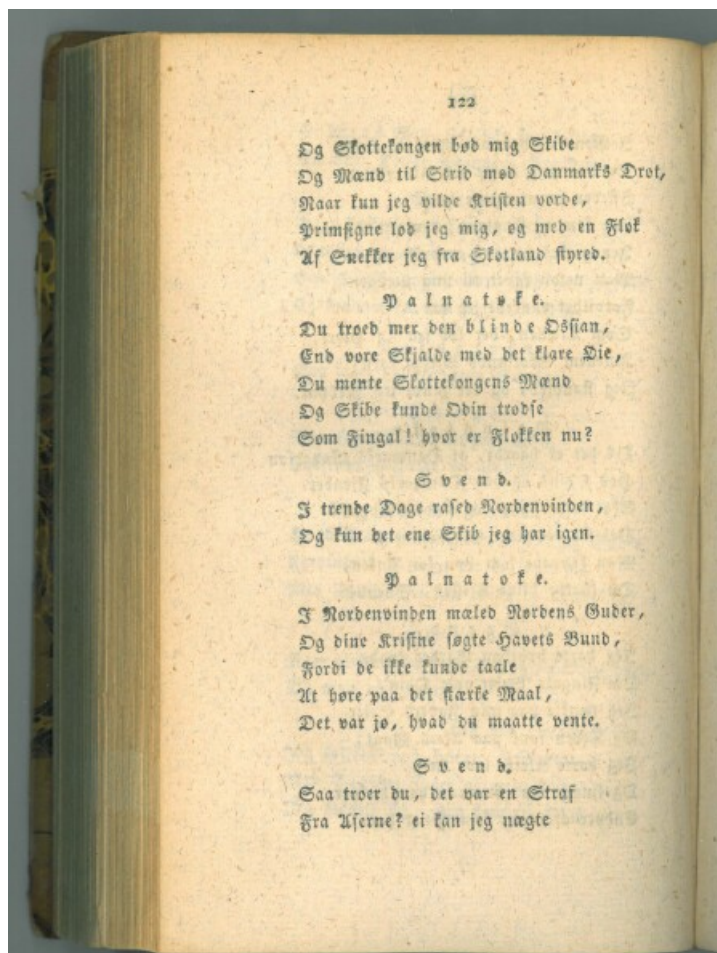 122
Og Skottekongen bød mig Skibe
Og Mænd til Strid mod Danmarks Drot,
Naar kun jeg vilde Kristen vorde,
Primsigne lod jeg mig, og med en Flok
Af Snekker jeg fra Skotland styred.
Palnatoke.
Du troed mer den blinde Ossian,
End vore Skjalde med det klare Øie,
Du mente Skottekongens Mænd
Og Skibe kunde Odin trodse
Som Fingal! hvor er Flokken nu?
Svend.
I trende Dage rased Nordenvinden,
Og kun det ene Skib jeg har igen.
Palnatoke.
I Nordenvinden mæled Nordens Guder,
Og dine Kristne søgte Havets Bund,
Fordi de ikke kunde taale
At høre paa det stærke Maal,
Det var jo, hvad du maatte vente.
Svend.
Saa troer du, det var en Straf
Fra Aserne? ei kan jeg nægte